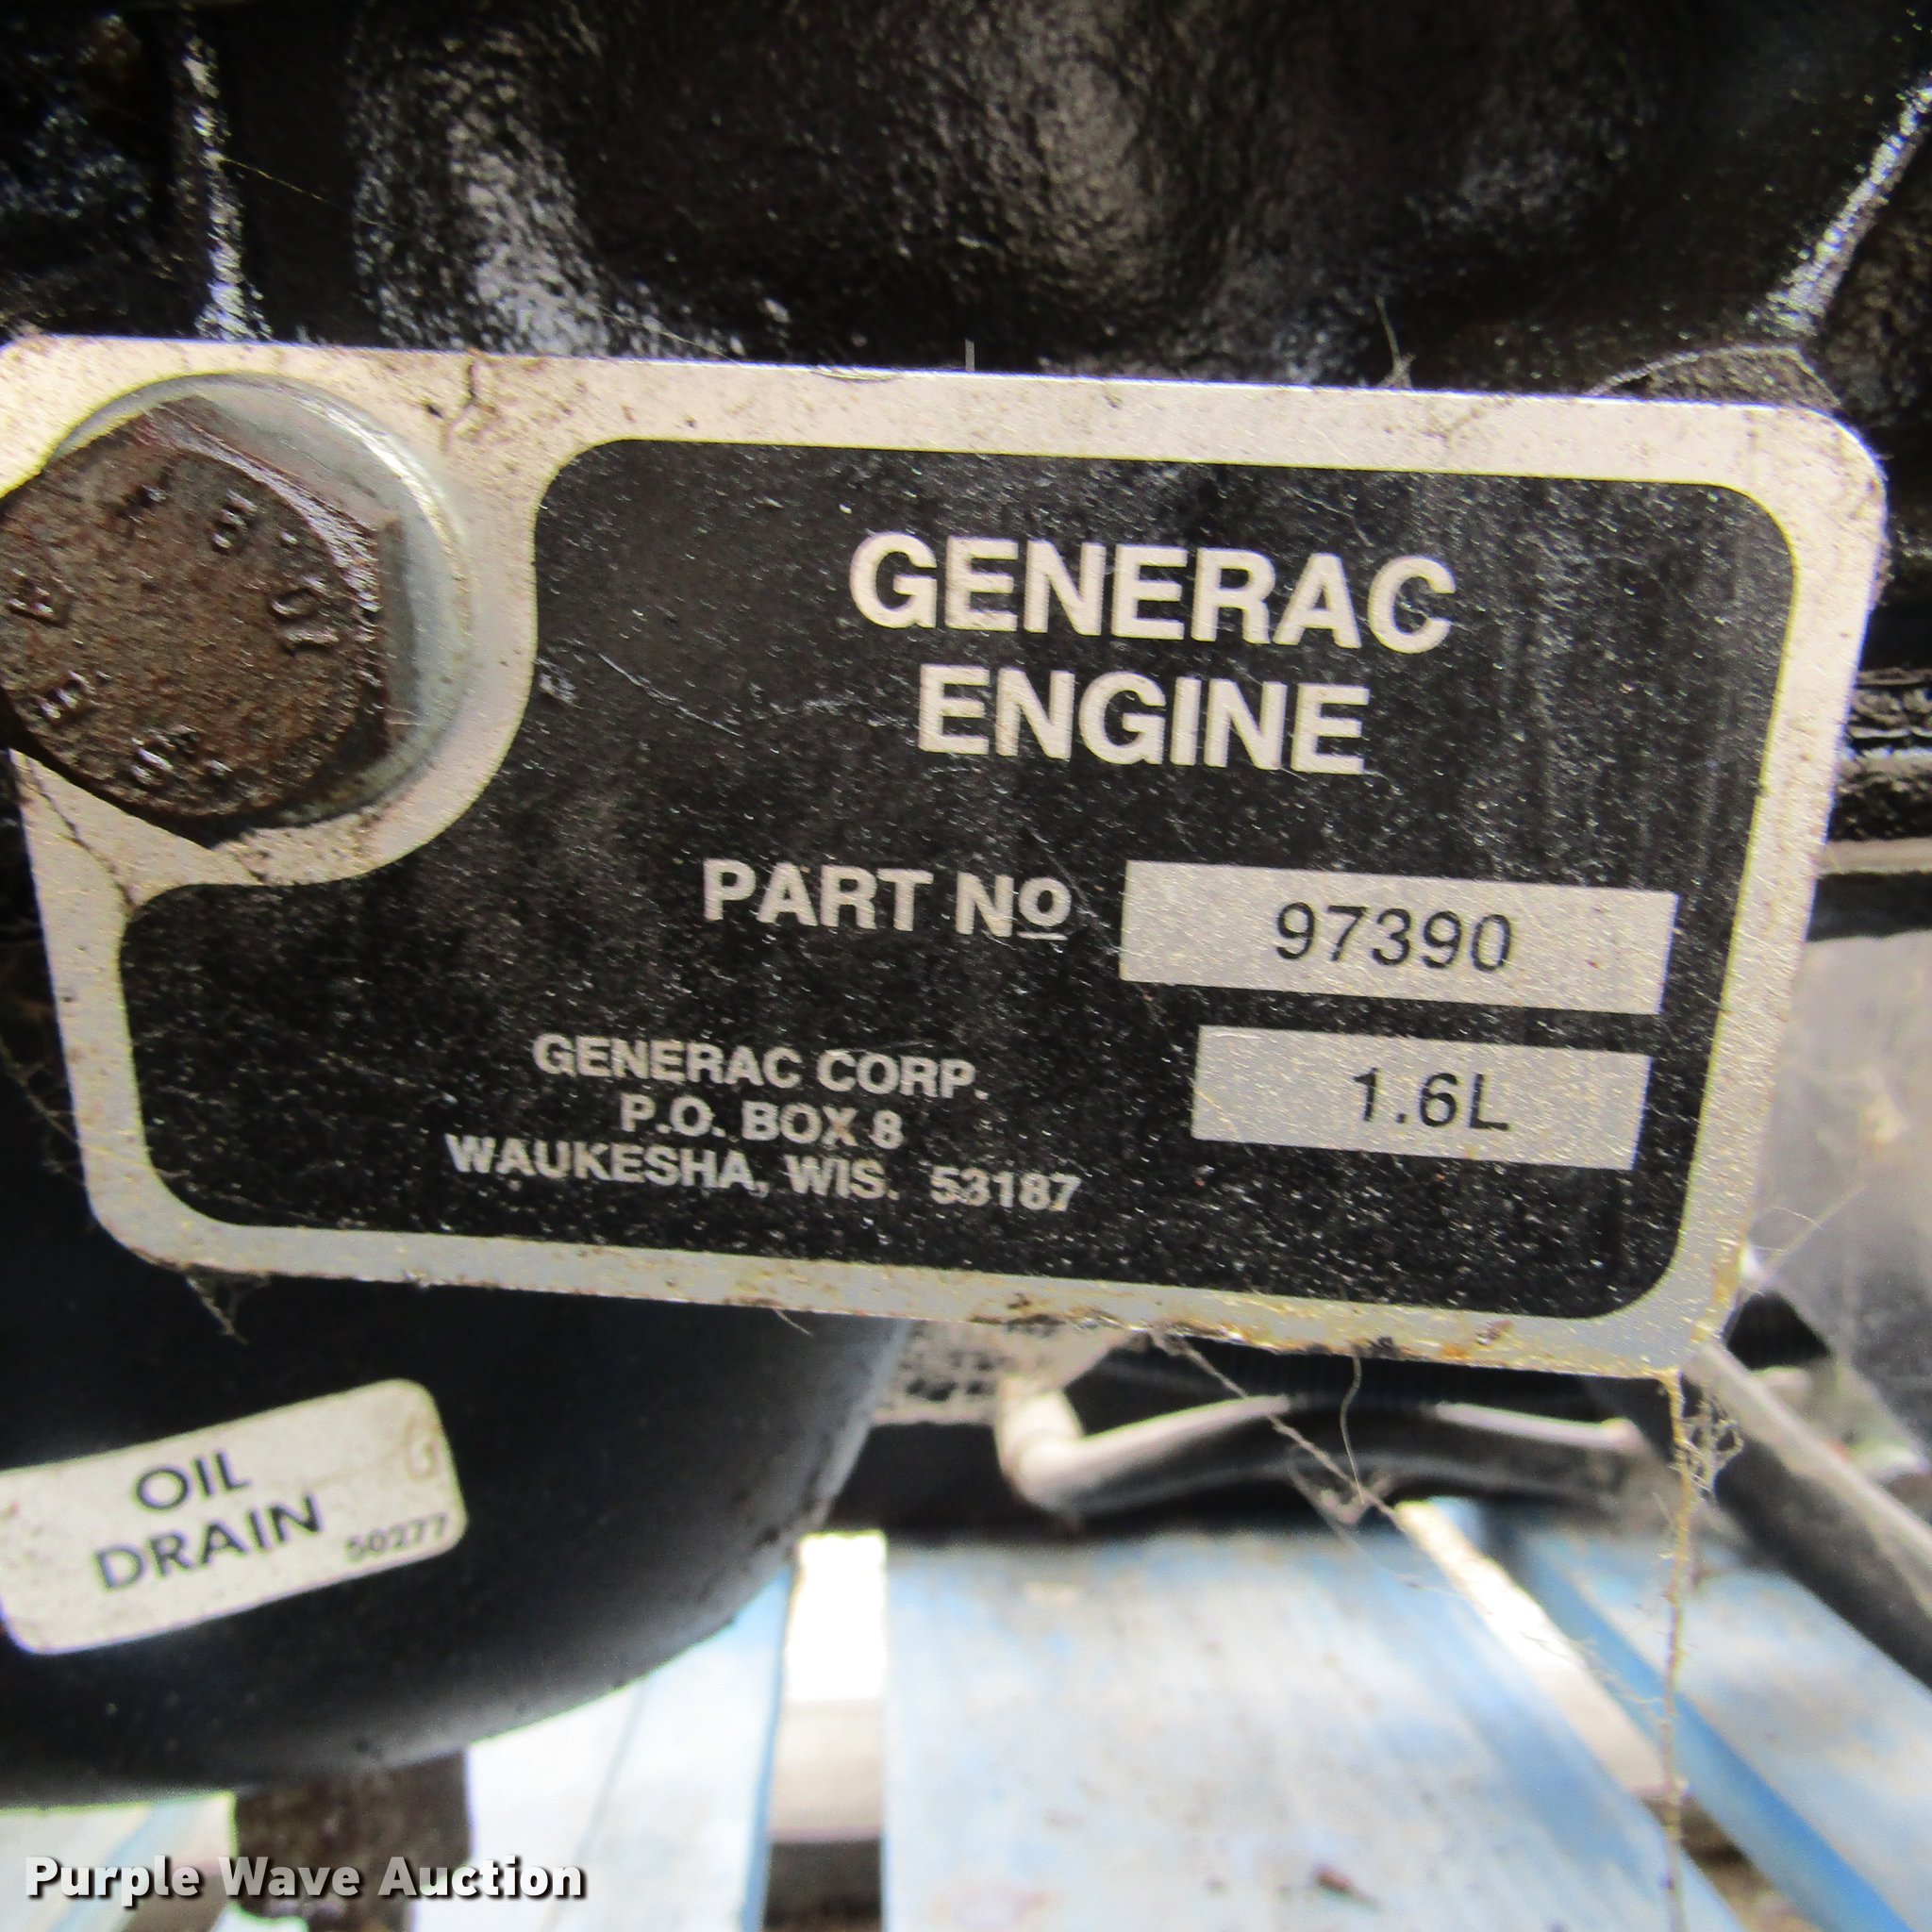 GENERAC
ENGINE
PART Nº 97390
1.6L
GENERAC CORP.
P.O. BOX 8
WAUKESHA, WIS. 53187
OIL
DRAIN
50277
Purple Wave Auction